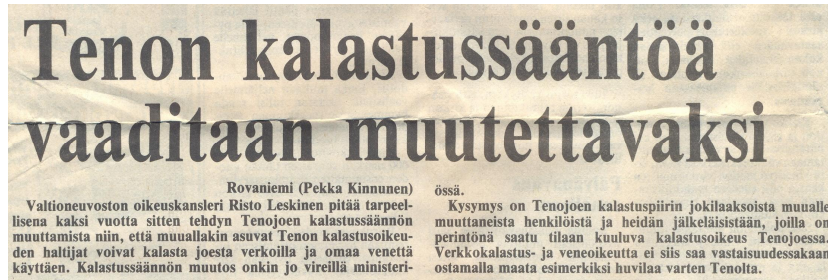 Tenon kalastussääntöä
vaaditaan muutettavaksi
Rovaniemi (Pekka Kinnunen)
Valtioneuvoston oikeuskansleri Risto Leskinen pitää tarpeel-
lisena kaksi vuotta sitten tehdyn Tenojoen kalastussäännön
muuttamista niin, että muuallakin asuvat Tenon kalastusoikeu-
den haltijat voivat kalasta joesta verkoilla ja omaa venettä
käyttäen. Kalastussäännön muutos onkin jo vireillä ministeri-
össä.
Kysymys on Tenojoen kalastuspiirin jokilaaksoista muualle
muuttaneista henkilöistä ja heidän jälkeläisistään, joilla on
perintönä saatu tilaan kuuluva kalastusoikeus Tenojoessa.
Verkkokalastus- ja veneoikeutta ei siis saa vastaisuudessakaan
ostamalla maata esimerkiksi huvilaa varten Tenolta.